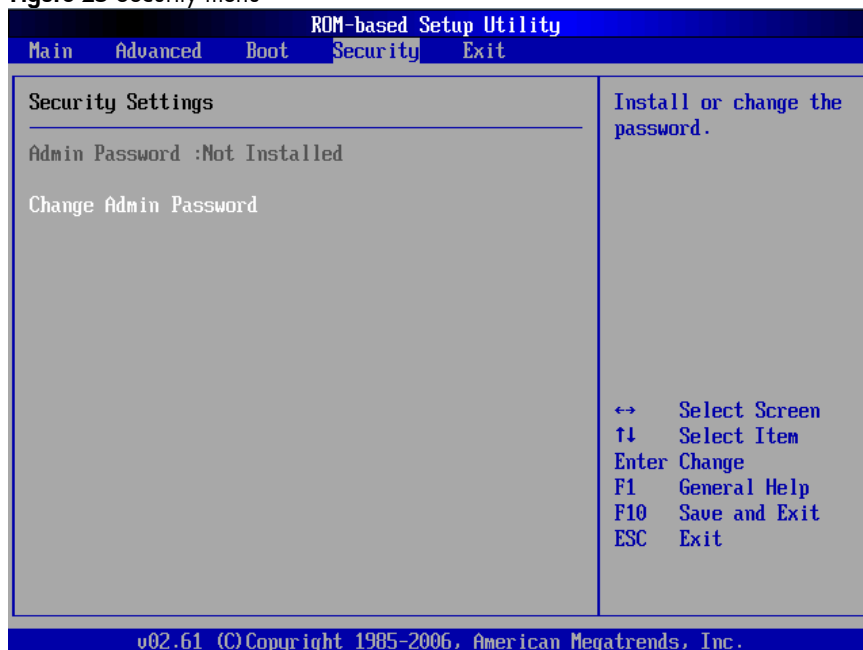 ROM-based Setup Utility
Main Advanced Boot Security Exit
Security Settings
Admin Password :Not Installed
Change Admin Password
Install or change the
password.
←→ Select Screen
↑↓ Select Item
Enter Change
F1 General Help
F10 Save and Exit
ESC Exit
v02.61 (C)Copyright 1985-2006, American Megatrends, Inc.